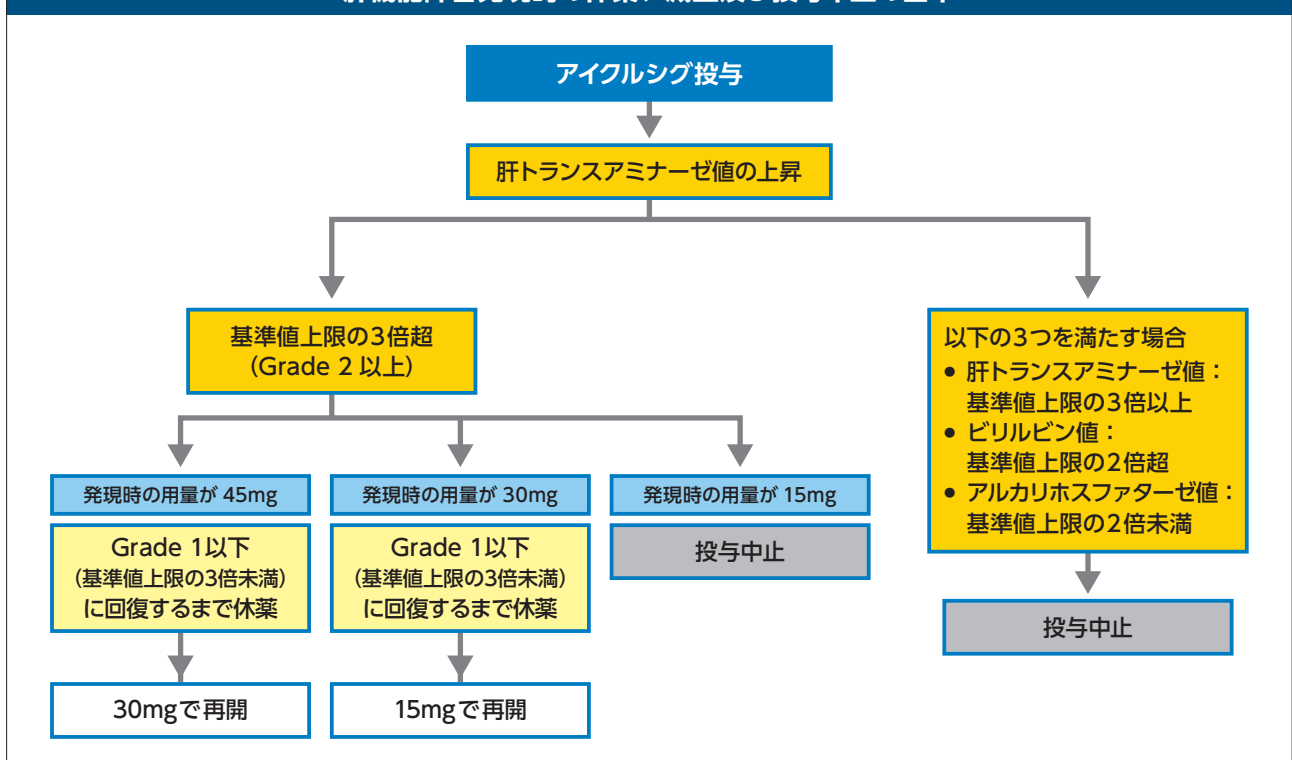 アイクルシグ投与
肝トランスアミナーゼ値の上昇
基準値上限の3倍超
（Grade 2 以上）
以下の3つを満たす場合
● 肝トランスアミナーゼ値：
基準値上限の3倍以上
● ビリルビン値：
基準値上限の2倍超
● アルカリホスファターゼ値：
基準値上限の2倍未満
発現時の用量が 45mg
発現時の用量が 30mg
発現時の用量が 15mg
Grade 1以下
（基準値上限の3倍未満）
に回復するまで休薬
Grade 1以下
（基準値上限の3倍未満）
に回復するまで休薬
投与中止
投与中止
30mgで再開
15mgで再開